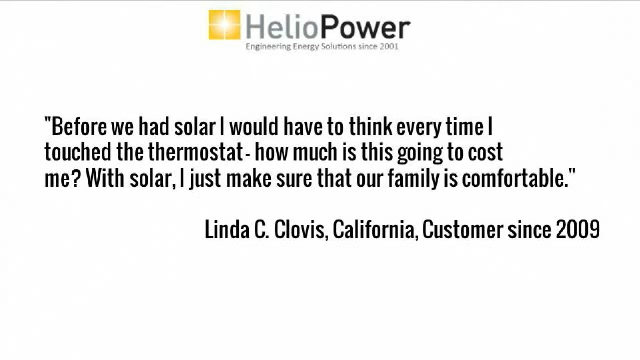 HelioPower
Engineering Energy Solutions since 2001
"Before we had solar I would have to think every time I
touched the thermostat - how much is this going to cost
me? With solar, I just make sure that our family is comfortable."
Linda C. Clovis, California, Customer since 2009